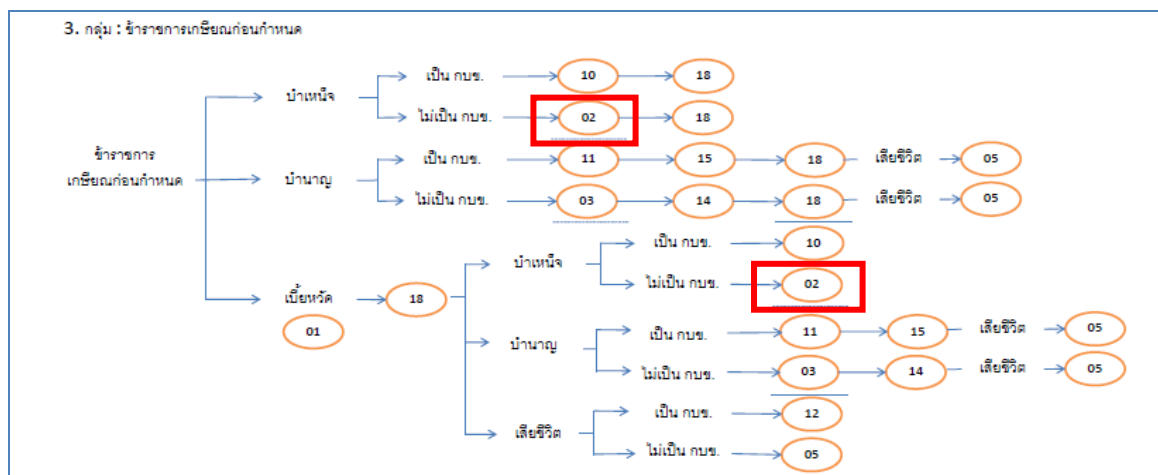 3. กลุ่ม : ข้าราชการเกษียณก่อนกำหนด
เป็น กบข. 10 18
บำเหน็จ
ไม่เป็น กบข. 02 18
ข้าราชการ
เกษียณก่อนกำหนด
เป็น กบข. 11 15 18 เสียชีวิต 05
บำนาญ
ไม่เป็น กบข. 03 14 18 เสียชีวิต 05
เป็น กบข. 10
บำเหน็จ
ไม่เป็น กบข. 02
เบี้ยหวัด 18
01
เป็น กบข. 11 15 เสียชีวิต 05
บำนาญ
ไม่เป็น กบข. 03 14 เสียชีวิต 05
เป็น กบข. 12
เสียชีวิต
ไม่เป็น กบข. 05